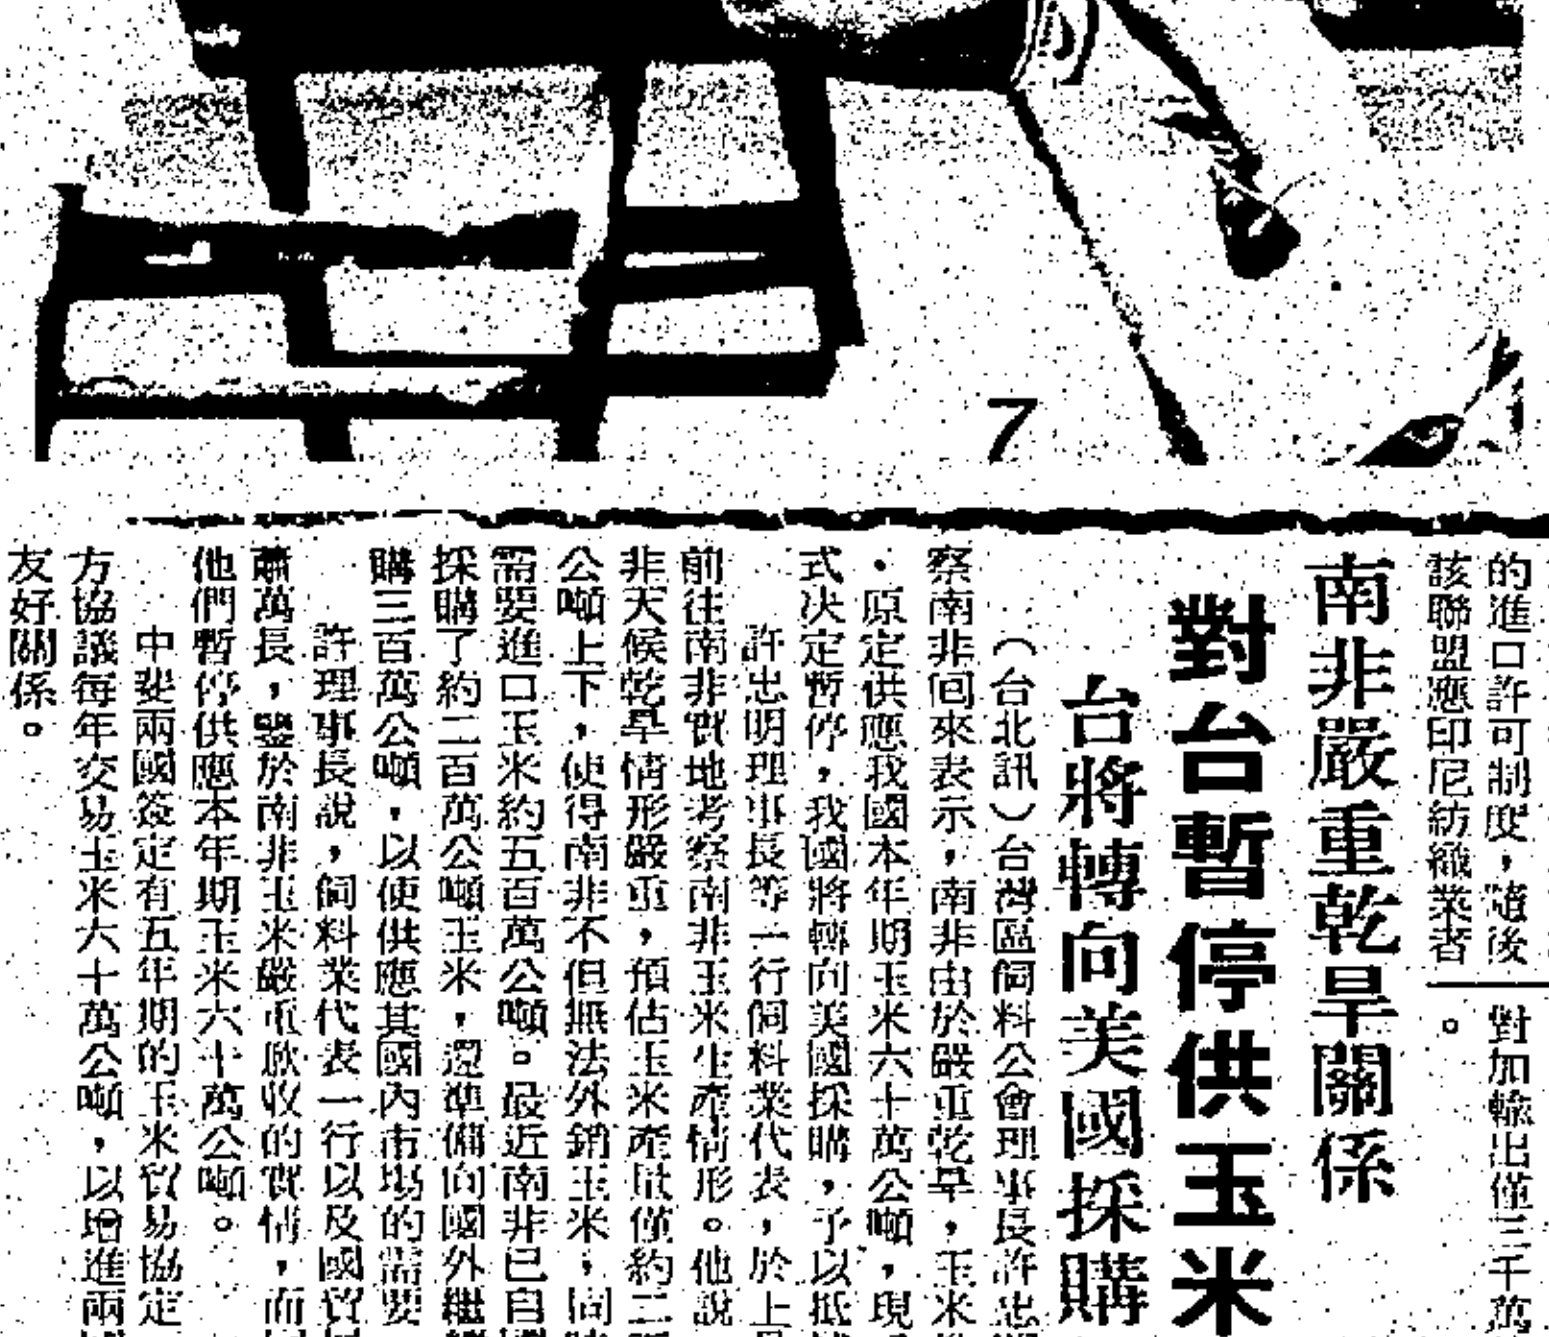 7
的進口許可制度，隨後
該聯盟應印尼紡織業者
對加輸出僅三千萬
。
南非嚴重乾旱關係
對台暫停供玉米
台將轉向美國採購
（台北訊）台灣區飼料公會理事長許忠
察南非回來表示，南非由於嚴重乾旱，玉米
．原定供應我國本年期玉米六十萬公噸，現
式決定暫停，我國將轉向美國採購，予以抵
許忠明理事長等一行飼料業代表，於上
前往南非實地考察南非玉米生產情形。他說
非天候乾旱情形嚴重，預估玉米產量僅約二
公噸上下，使得南非不但無法外銷玉米，同
需要進口玉米約五百萬公噸。最近南非已自
採購了約二百萬公噸玉米，還準備向國外繼
購三百萬公噸，以便供應其國內市場的需要
許理事長說，飼料業代表一行以及國貿
蕭萬長，鑒於南非玉米嚴重歉收的實情，而
他們暫停供應本年期玉米六十萬公噸。
中斐兩國簽定有五年期的玉米貿易協定
方協議每年交易玉米六十萬公噸，以增進兩
友好關係。